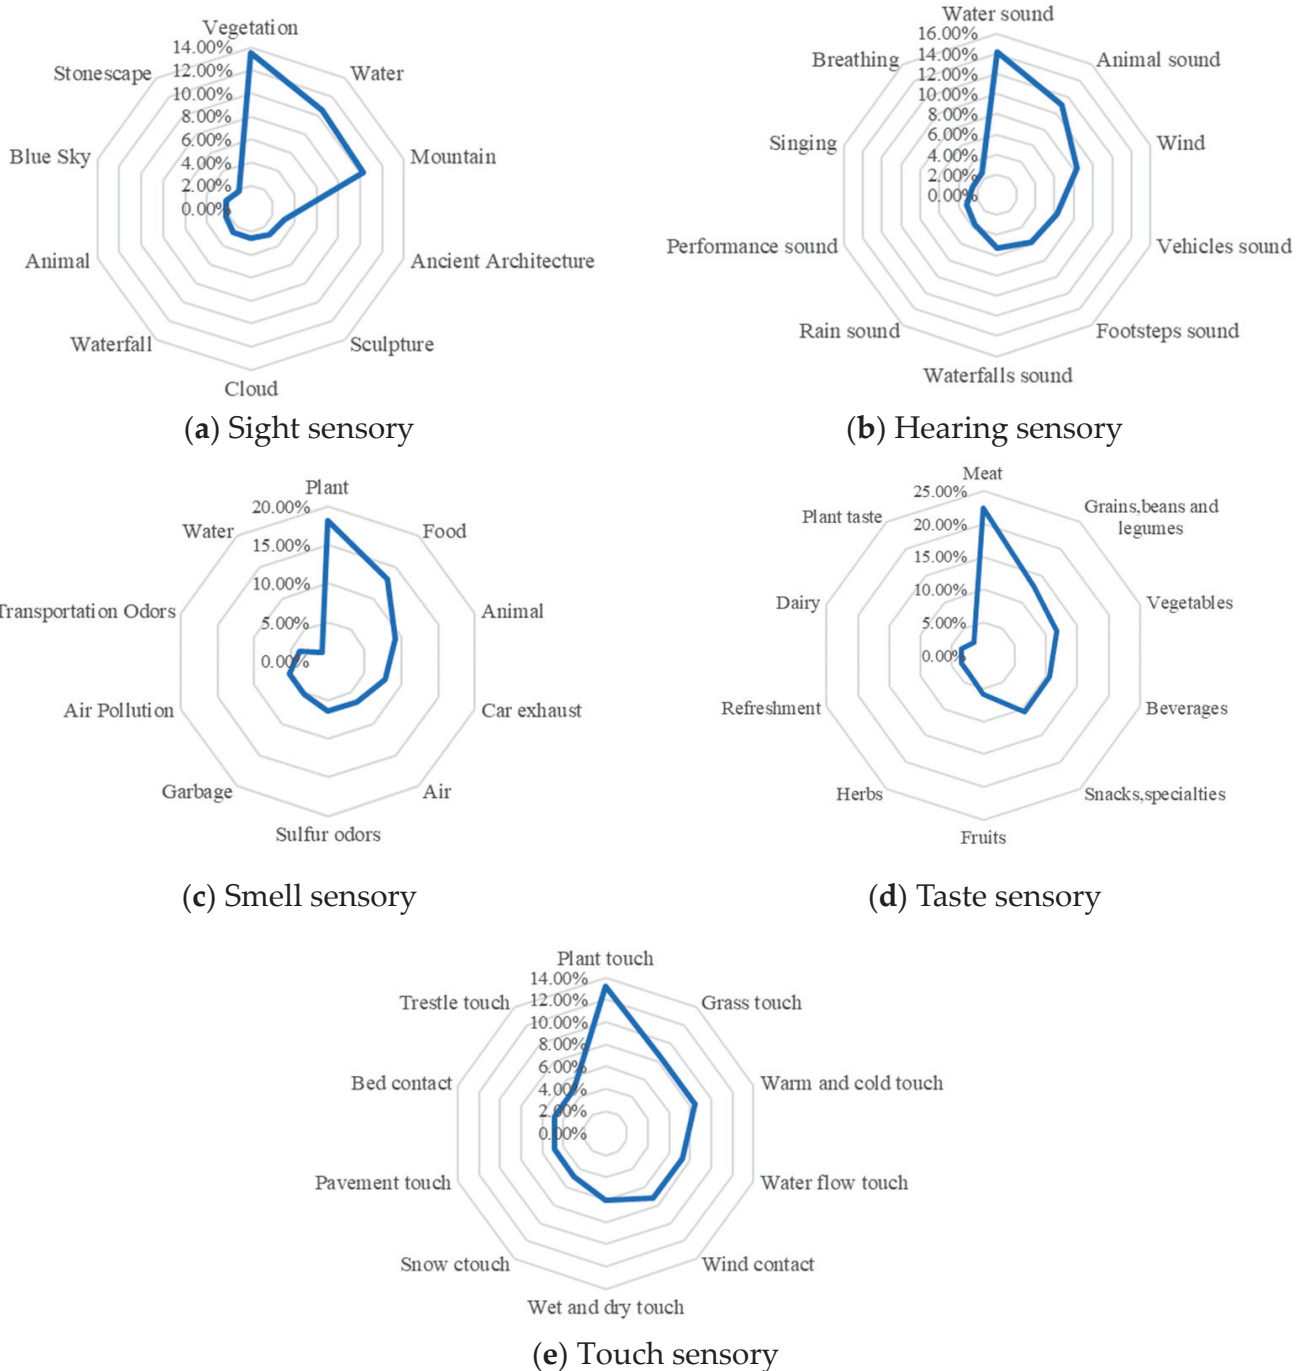 Vegetation
14.00%
12.00%
10.00%
8.00%
6.00%
4.00%
2.00%
0.00%
Water
Mountain
Ancient Architecture
Sculpture
Cloud
Waterfall
Animal
Blue Sky
Stonescape
(a) Sight sensory
Water sound
16.00%
14.00%
12.00%
10.00%
8.00%
6.00%
4.00%
2.00%
0.00%
Animal sound
Wind
Vehicles sound
Footsteps sound
Waterfalls sound
Rain sound
Performance sound
Singing
Breathing
(b) Hearing sensory
Plant
20.00%
15.00%
10.00%
5.00%
0.00%
Food
Animal
Car exhaust
Air
Sulfur odors
Garbage
Air Pollution
Transportation Odors
Water
(c) Smell sensory
Meat
25.00%
20.00%
15.00%
10.00%
5.00%
0.00%
Grains,beans and
legumes
Vegetables
Beverages
Snacks,specialties
Fruits
Herbs
Refreshment
Dairy
Plant taste
(d) Taste sensory
Plant touch
14.00%
12.00%
10.00%
8.00%
6.00%
4.00%
2.00%
0.00%
Grass touch
Warm and cold touch
Water flow touch
Wind contact
Wet and dry touch
Snow ctouch
Pavement touch
Bed contact
Trestle touch
(e) Touch sensory